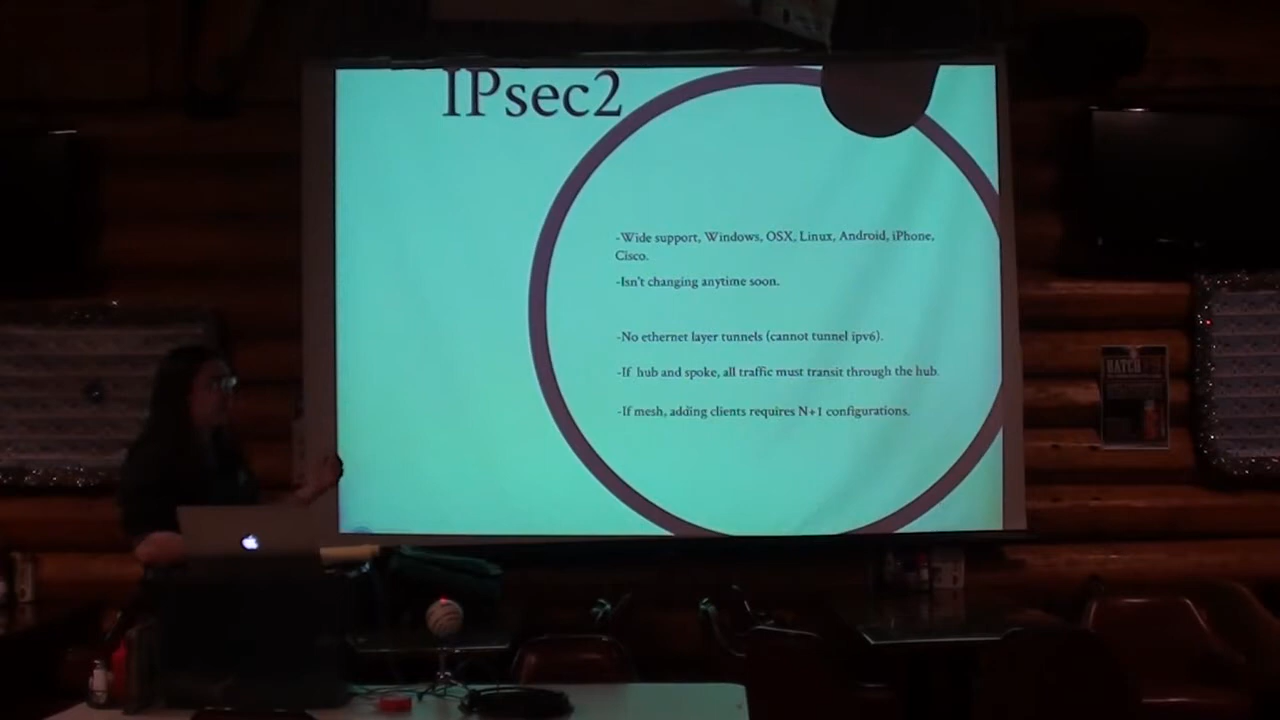 IPsec2
-Wide support, Windows, OSX, Linux, Android, iPhone,
Cisco.
-Isn't changing anytime soon.
-No ethernet layer tunnels (cannot tunnel ipv6).
-If hub and spoke, all traffic must transit through the hub.
-If mesh, adding clients requires N+1 configurations.
HATCH